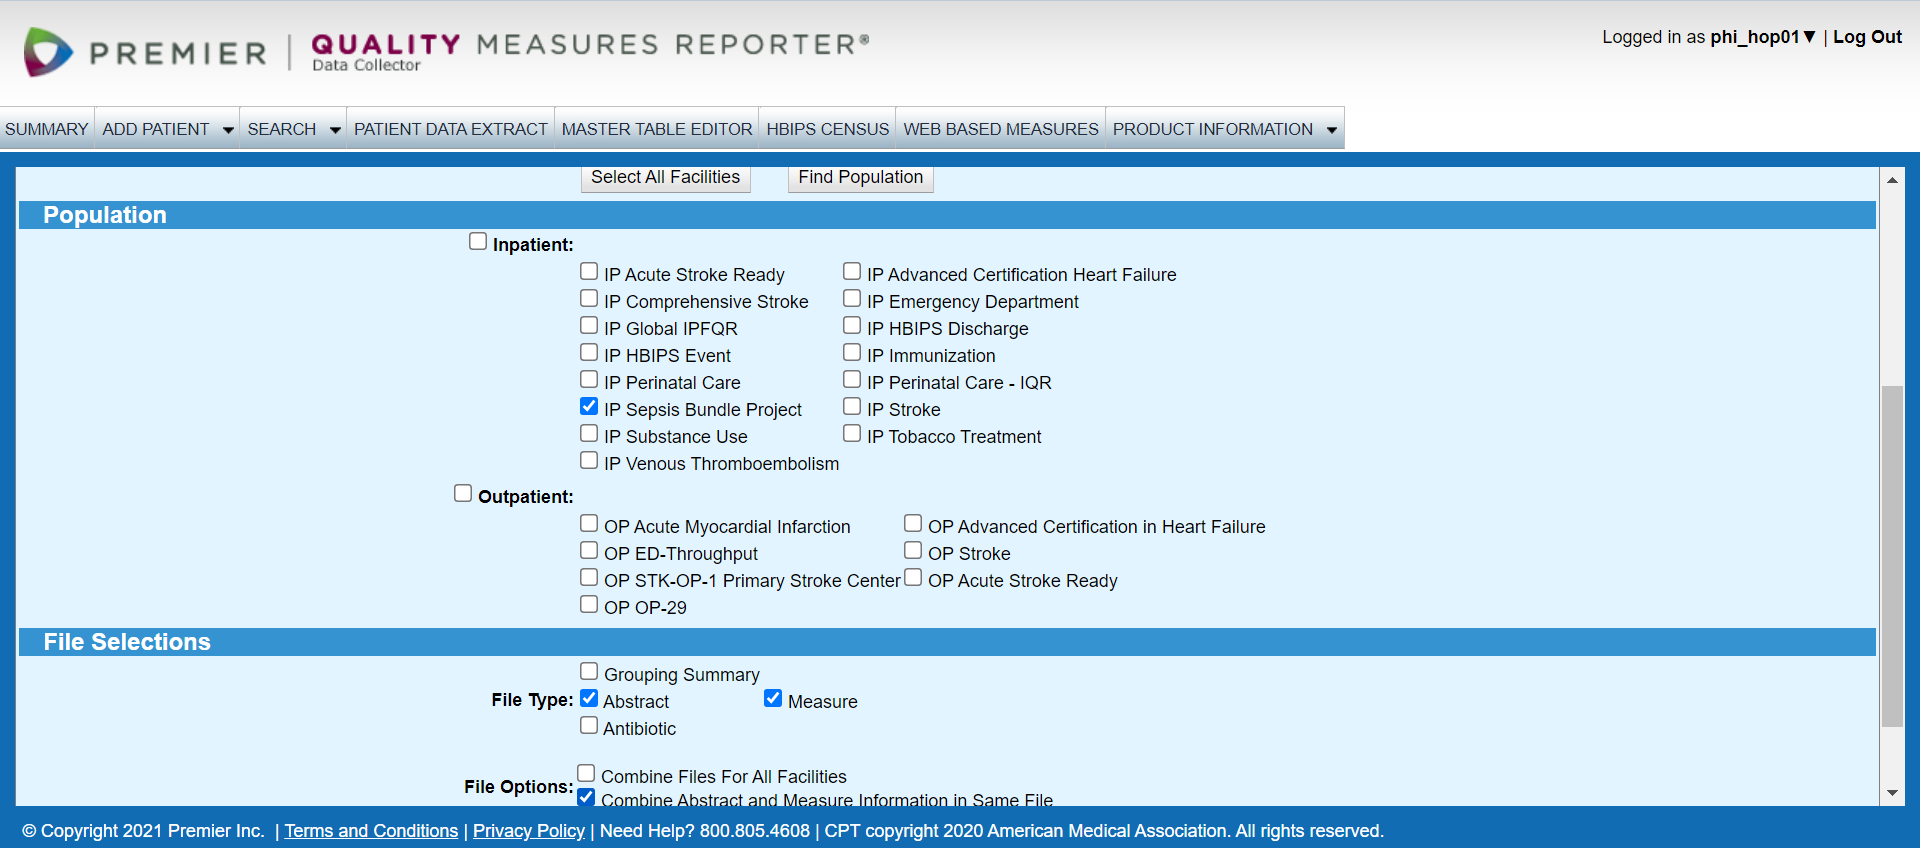 PREMIER | QUALITY MEASURES REPORTER®
Data Collector
Logged in as phi_hop01▼ | Log Out
SUMMARY ADD PATIENT SEARCH PATIENT DATA EXTRACT MASTER TABLE EDITOR HBIPS CENSUS WEB BASED MEASURES PRODUCT INFORMATION
Select All Facilities Find Population
Population
Inpatient:
IP Acute Stroke Ready IP Advanced Certification Heart Failure
IP Comprehensive Stroke IP Emergency Department
IP Global IPFQR IP HBIPS Discharge
IP HBIPS Event IP Immunization
IP Perinatal Care IP Perinatal Care - IQR
IP Sepsis Bundle Project IP Stroke
IP Substance Use IP Tobacco Treatment
IP Venous Thromboembolism
Outpatient:
OP Acute Myocardial Infarction OP Advanced Certification in Heart Failure
OP ED-Throughput OP Stroke
OP STK-OP-1 Primary Stroke Center OP Acute Stroke Ready
OP OP-29
File Selections
Grouping Summary
File Type: Abstract Measure
Antibiotic
Combine Files For All Facilities
File Options:
Combine Abstract and Measure Information in Same File
© Copyright 2021 Premier Inc. | Terms and Conditions | Privacy Policy | Need Help? 800.805.4608 | CPT copyright 2020 American Medical Association. All rights reserved.